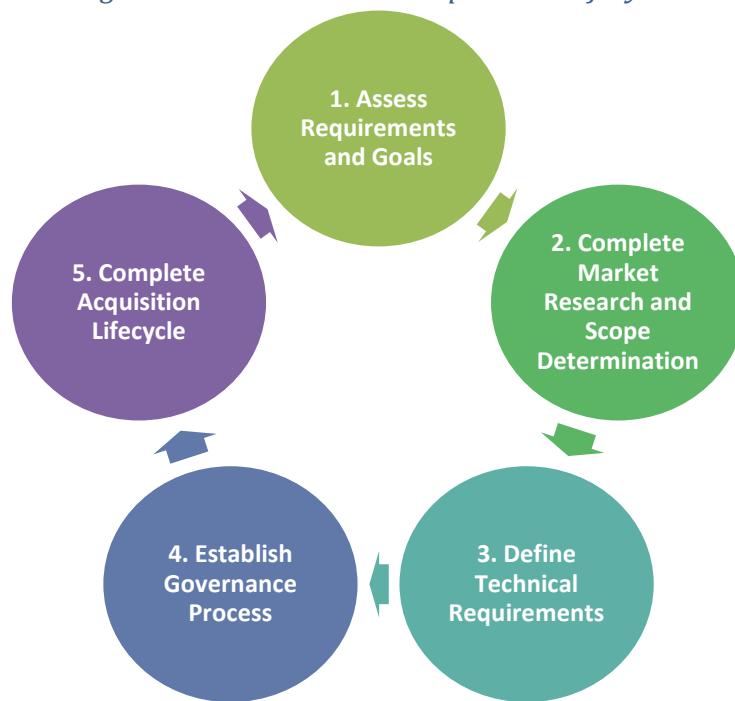 1. Assess
Requirements
and Goals
2. Complete
Market
Research and
Scope
Determination
3. Define
Technical
Requirements
4. Establish
Governance
Process
5. Complete
Acquisition
Lifecycle